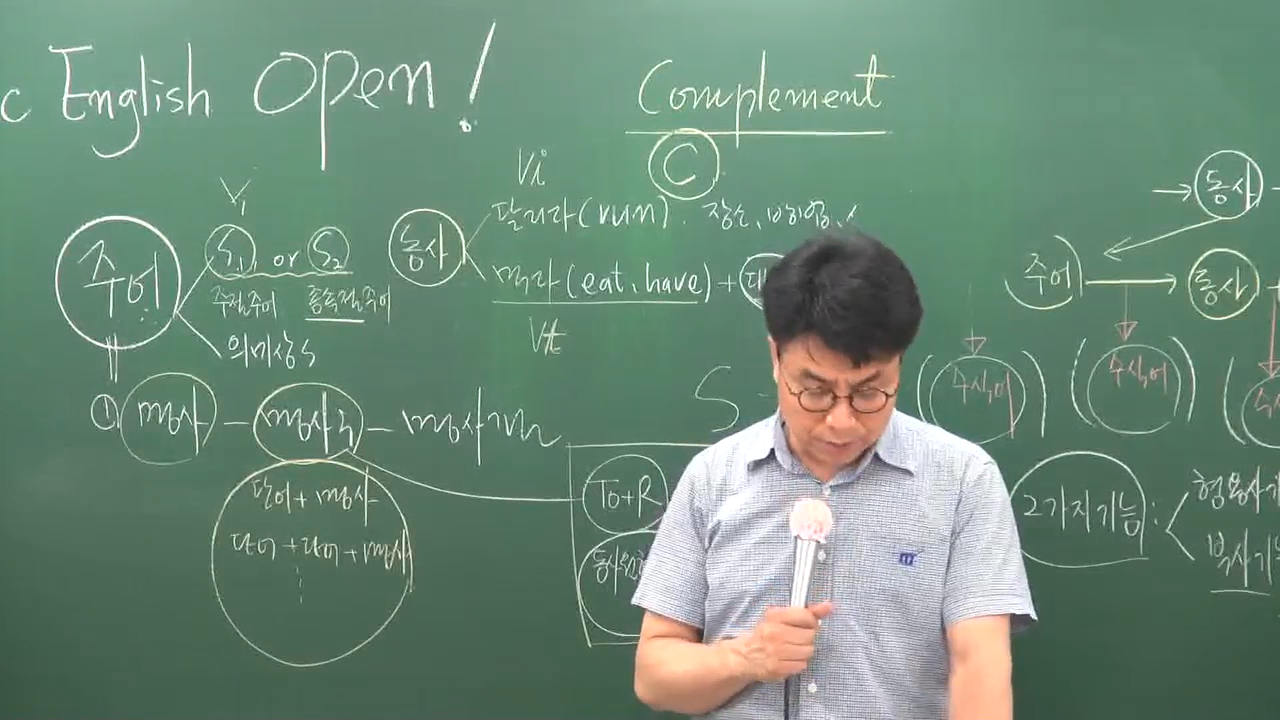 c English Open!
Complement
C
Vi
V1
주어
S1, or S2
주절주어
종속절주어
의미상 S
동사
달리다(run). 장소, 방법,
먹다(eat, have) +
Vt
① 명사 - 명사구 - 명사절
단어+명사
단어+단어+명사
⋮
S
To+R
동사
주어
동사
수식어
수식어
2가지기능:
형용사
부사